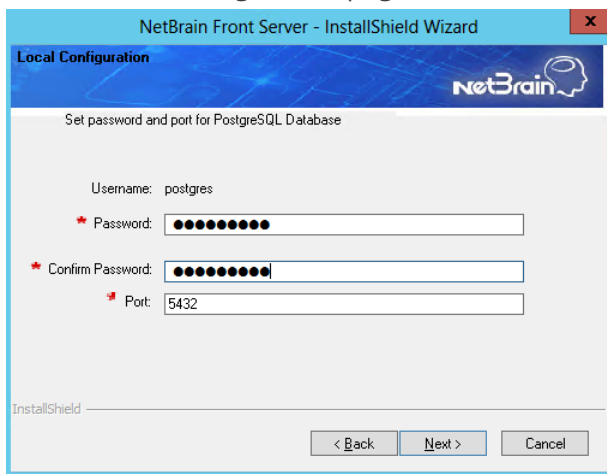 NetBrain Front Server - InstallShield Wizard
x
Local Configuration
NetBrain
Set password and port for PostgreSQL Database
Username: postgres
* Password: ●●●●●●●●●
* Confirm Password: ●●●●●●●●●
* Port: 5432
InstallShield
< Back Next > Cancel